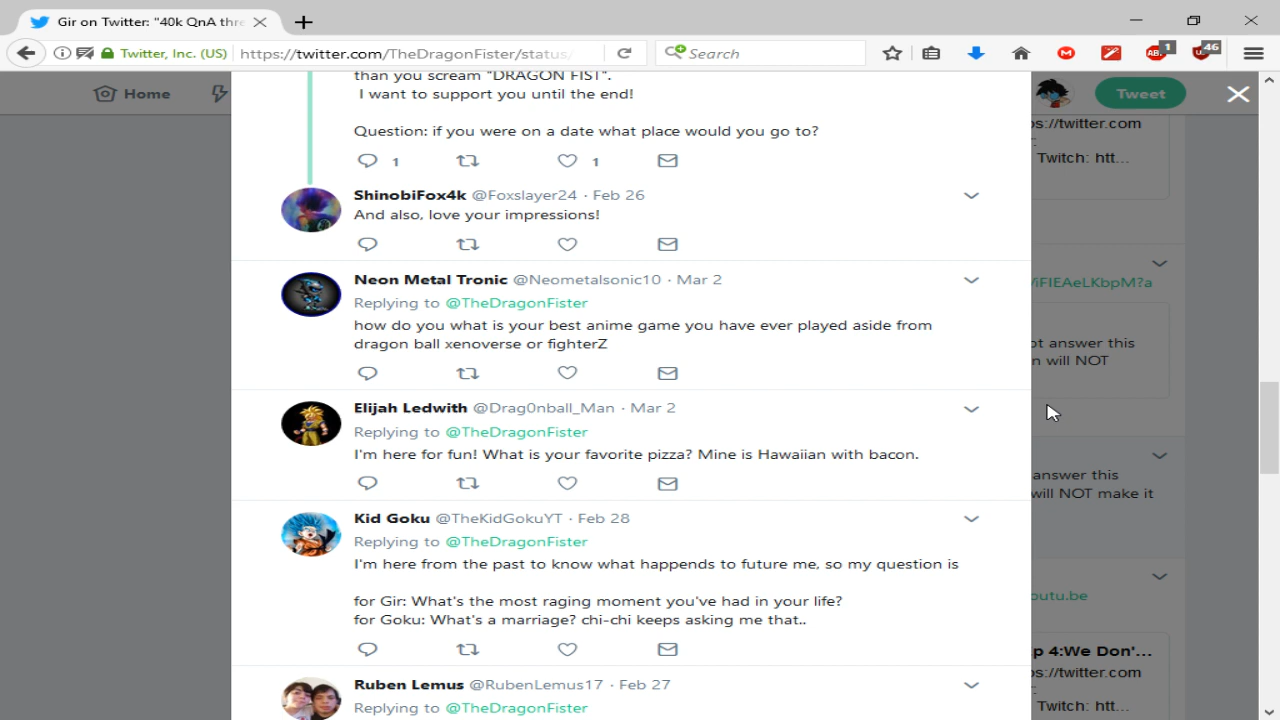 Gir on Twitter: "40k QnA thre
Twitter, Inc. (US)
https://twitter.com/TheDragonFister/status/
Search
1
46
Home
Tweet
than you scream "DRAGON FIST".
I want to support you until the end!
Question: if you were on a date what place would you go to?
1
1
ShinobiFox4k @Foxslayer24 · Feb 26
And also, love your impressions!
Neon Metal Tronic @Neometalsonic10 · Mar 2
Replying to @TheDragonFister
how do you what is your best anime game you have ever played aside from
dragon ball xenoverse or fighterZ
Elijah Ledwith @Drag0nball_Man · Mar 2
Replying to @TheDragonFister
I'm here for fun! What is your favorite pizza? Mine is Hawaiian with bacon.
Kid Goku @TheKidGokuYT · Feb 28
Replying to @TheDragonFister
I'm here from the past to know what happends to future me, so my question is
for Gir: What's the most raging moment you've had in your life?
for Goku: What's a marriage? chi-chi keeps asking me that..
Ruben Lemus @RubenLemus17 · Feb 27
Replying to @TheDragonFister
ps://twitter.com
Twitch: htt...
/iFIEAeLKbpM?a
ot answer this
n will NOT
answer this
will NOT make it
outu.be
p 4:We Don'...
ps://twitter.com
Twitch: htt...